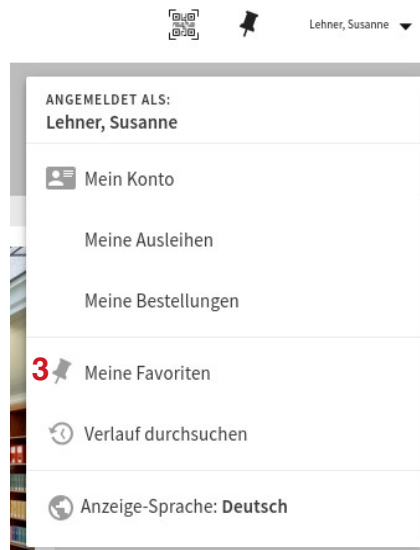 Lehner, Susanne
ANGEMELDET ALS:
Lehner, Susanne
Mein Konto
Meine Ausleihen
Meine Bestellungen
3 Meine Favoriten
Verlauf durchsuchen
Anzeige-Sprache: Deutsch